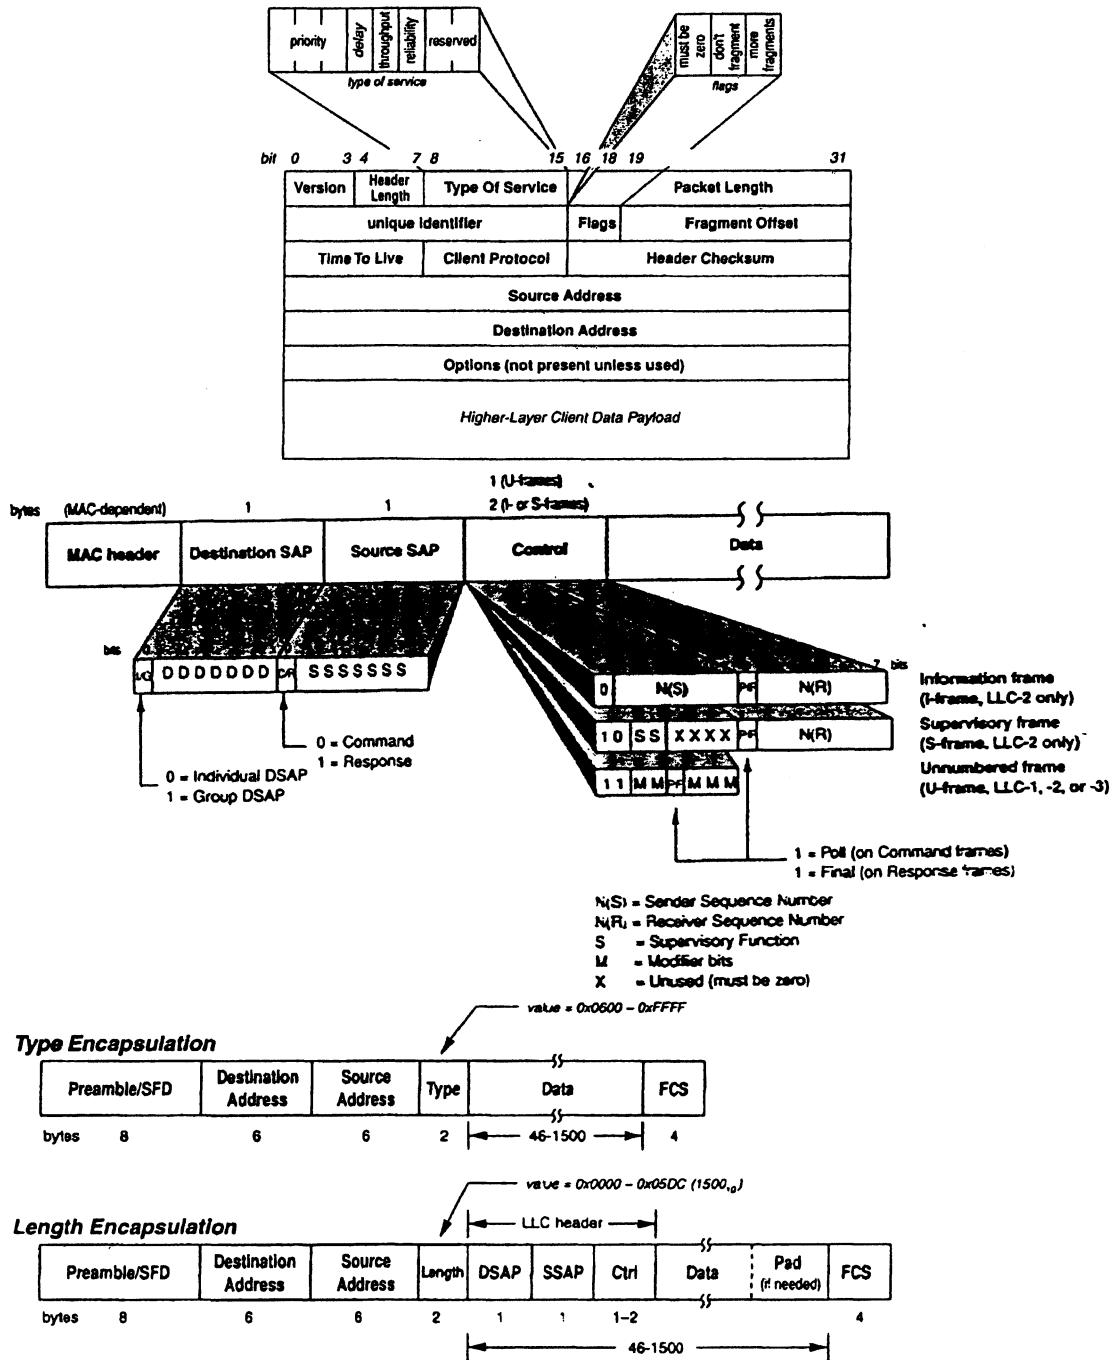 priority delay throughput reliability reserved
type of service
must be zero don't fragment more fragments
flags
bit 0 3 4 7 8 15 16 18 19 31
Version Header Length Type Of Service Packet Length
unique identifier Flags Fragment Offset
Time To Live Client Protocol Header Checksum
Source Address
Destination Address
Options (not present unless used)
Higher-Layer Client Data Payload
1 (U-frames)
bytes (MAC-dependent) 1 1 2 (I- or S-frames)
MAC header Destination SAP Source SAP Control Data
bits 0 0 7 bits
I/G D D D D D D D C/R S S S S S S S
0 N(S) P/F N(R)
Information frame
(I-frame, LLC-2 only)
1 0 S S X X X X P/F N(R)
Supervisory frame
(S-frame, LLC-2 only)
1 1 M M P/F M M M
Unnumbered frame
(U-frame, LLC-1, -2, or -3)
0 = Command
1 = Response
0 = Individual DSAP
1 = Group DSAP
1 = Poll (on Command frames)
1 = Final (on Response frames)
N(S) = Sender Sequence Number
N(R) = Receiver Sequence Number
S = Supervisory Function
M = Modifier bits
X = Unused (must be zero)
value = 0x0600 – 0xFFFF
Type Encapsulation
Preamble/SFD Destination Address Source Address Type Data FCS
bytes 8 6 6 2 46-1500 4
value = 0x0000 – 0x05DC (1500₁₀)
Length Encapsulation
LLC header
Preamble/SFD Destination Address Source Address Length DSAP SSAP Ctrl Data Pad (if needed) FCS
bytes 8 6 6 2 1 1 1–2 4
46-1500